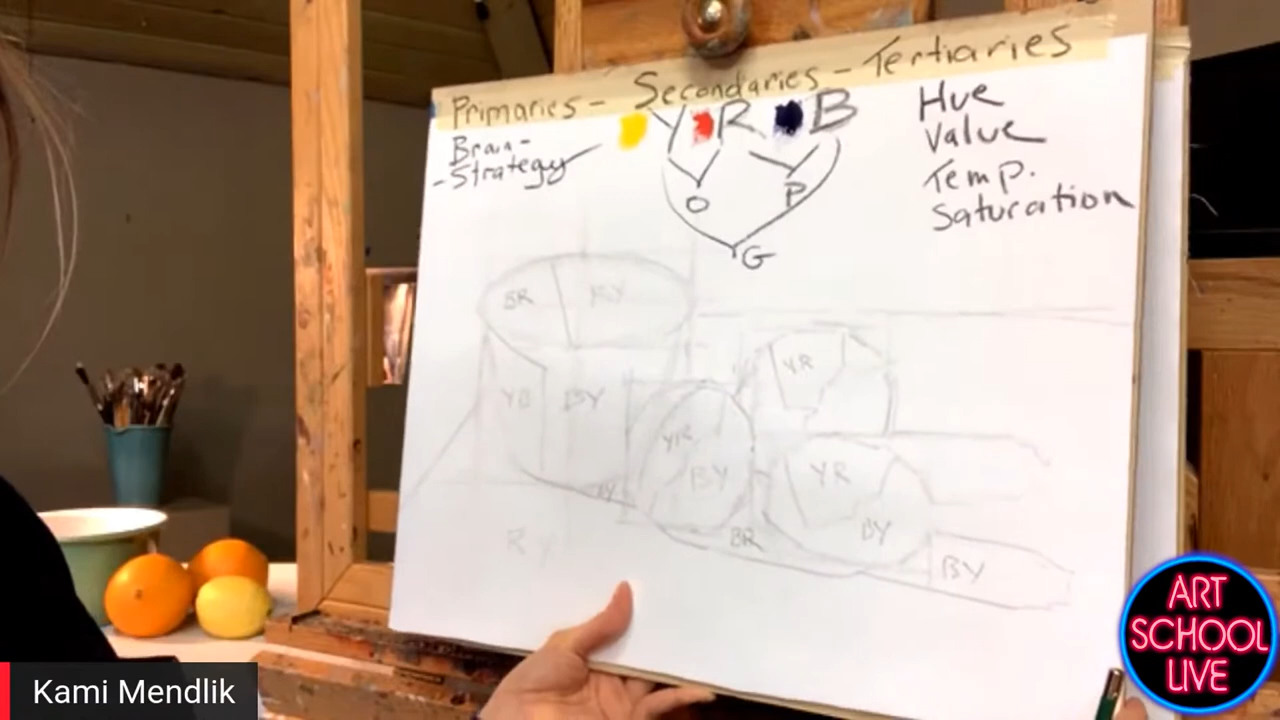 Primaries - Secondaries - Tertiaries
Brain-
-Strategy
Y R B
O P
G
Hue
Value
Temp.
Saturation
BR BY
YR
YB BY
YR
BY YR
BY
BR
BY
R Y
Kami Mendlik
ART
SCHOOL
LIVE